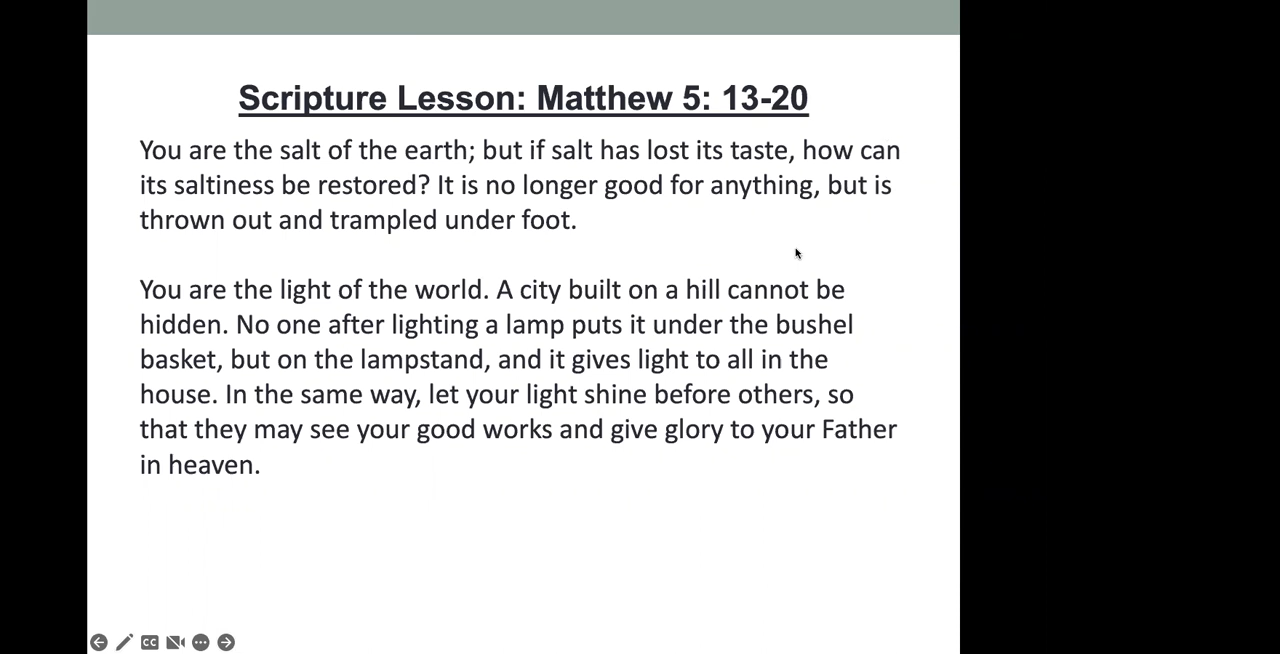 Scripture Lesson: Matthew 5: 13-20
You are the salt of the earth; but if salt has lost its taste, how can
its saltiness be restored? It is no longer good for anything, but is
thrown out and trampled under foot.
You are the light of the world. A city built on a hill cannot be
hidden. No one after lighting a lamp puts it under the bushel
basket, but on the lampstand, and it gives light to all in the
house. In the same way, let your light shine before others, so
that they may see your good works and give glory to your Father
in heaven.
CC